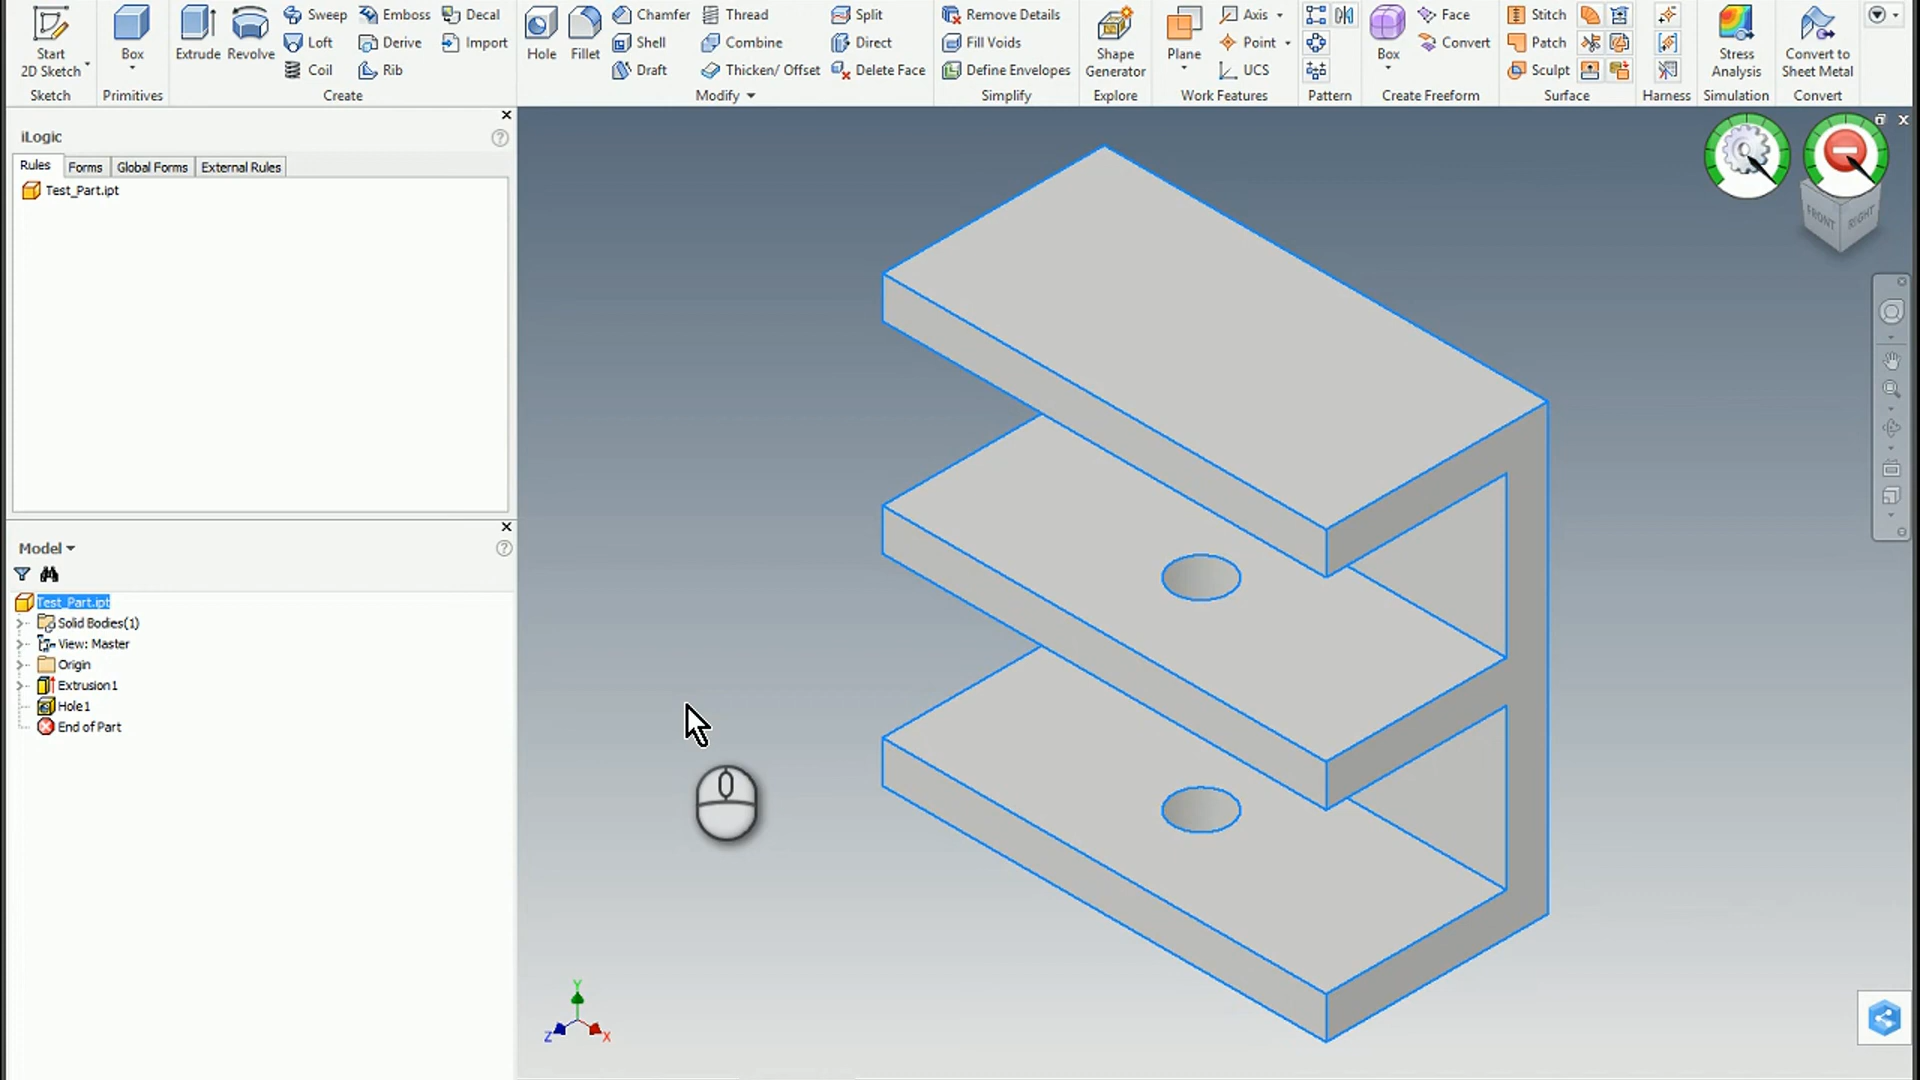 Start
2D Sketch
Sketch
Box
Primitives
Extrude
Revolve
Sweep
Loft
Coil
Emboss
Derive
Rib
Decal
Import
Create
Hole
Fillet
Chamfer
Shell
Draft
Thread
Combine
Thicken/ Offset
Split
Direct
Delete Face
Modify
Remove Details
Fill Voids
Define Envelopes
Simplify
Shape
Generator
Explore
Plane
Axis
Point
UCS
Work Features
Pattern
Box
Face
Convert
Create Freeform
Stitch
Patch
Sculpt
Surface
Harness
Stress
Analysis
Simulation
Convert to
Sheet Metal
Convert
iLogic
Rules
Forms
Global Forms
External Rules
Test_Part.ipt
Model
Test_Part.ipt
Solid Bodies(1)
View: Master
Origin
Extrusion1
Hole1
End of Part
FRONT
RIGHT
Y
Z
X